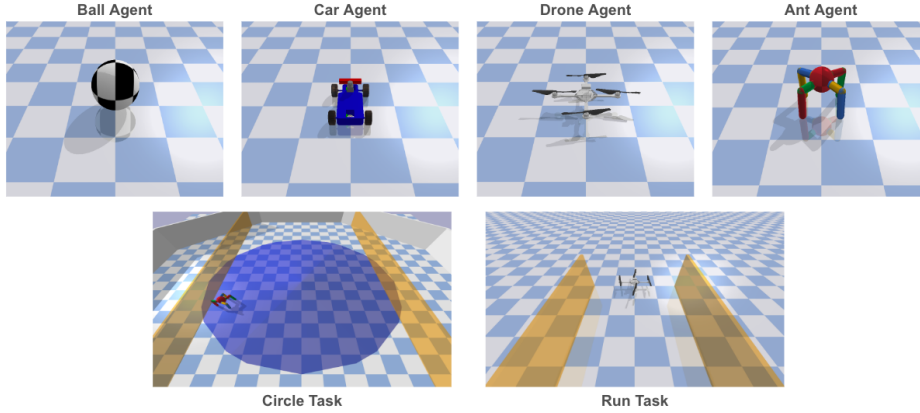 Ball Agent
Car Agent
Drone Agent
Ant Agent
Circle Task
Run Task